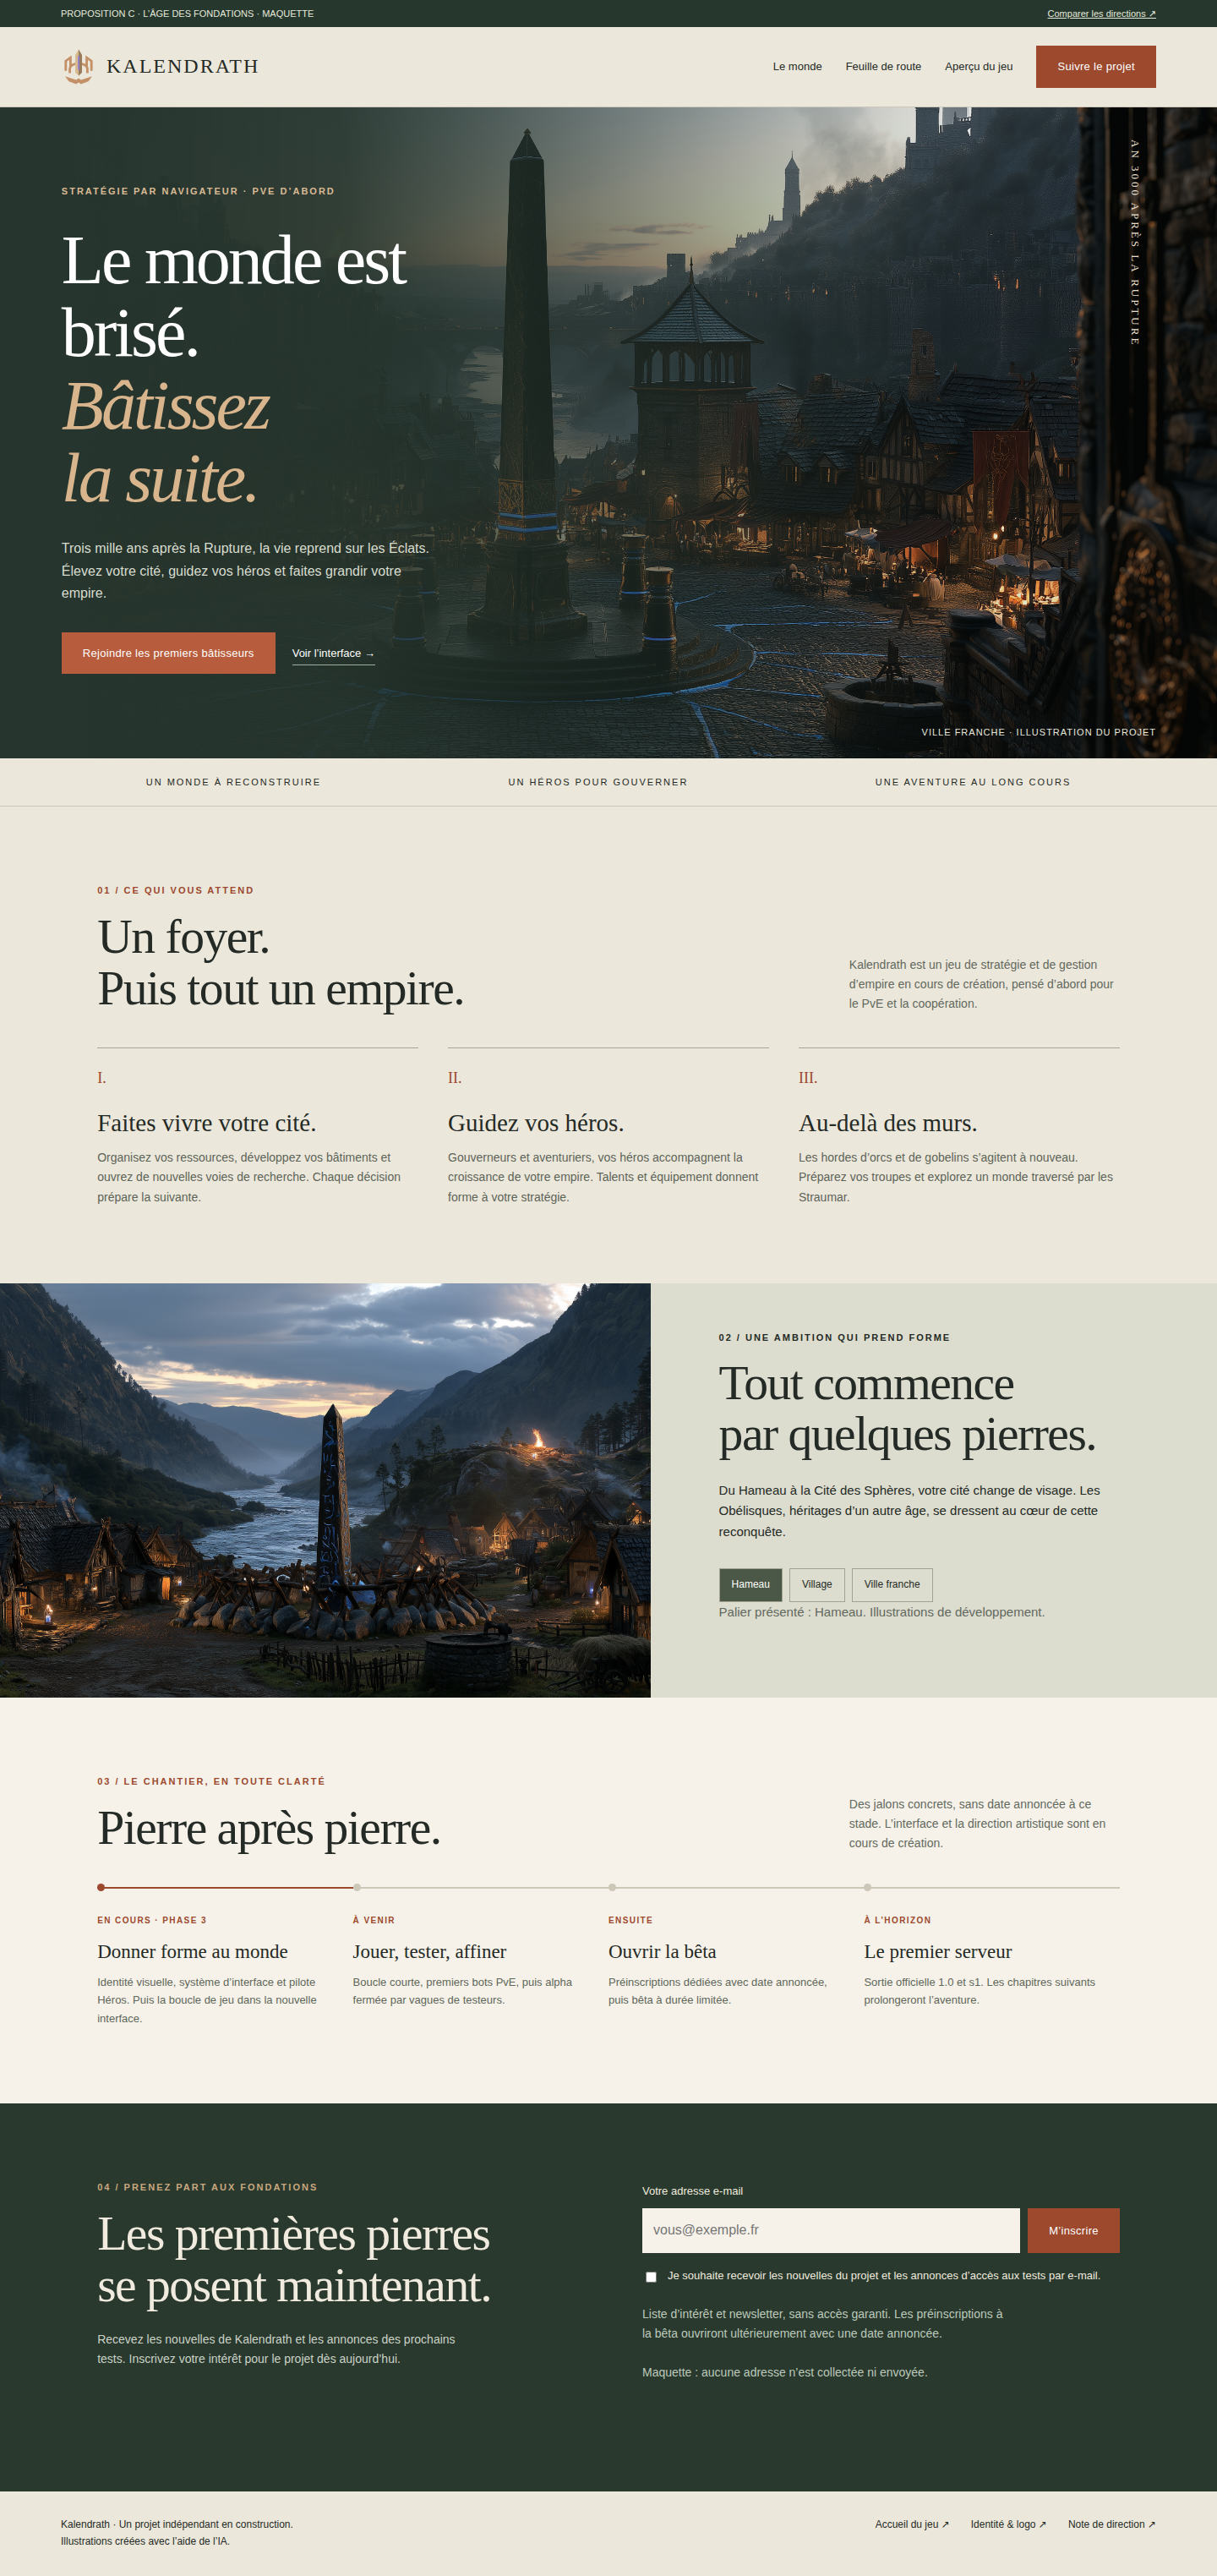 PROPOSITION C · L'ÂGE DES FONDATIONS · MAQUETTE
Comparer les directions ↗
KALENDRATH
Le monde
Feuille de route
Aperçu du jeu
Suivre le projet
STRATÉGIE PAR NAVIGATEUR · PVE D'ABORD
AN 3000 APRÈS LA RUPTURE
Le monde est
brisé.
Bâtissez
la suite.
Trois mille ans après la Rupture, la vie reprend sur les Éclats.
Élevez votre cité, guidez vos héros et faites grandir votre
empire.
Rejoindre les premiers bâtisseurs
Voir l'interface →
VILLE FRANCHE · ILLUSTRATION DU PROJET
UN MONDE À RECONSTRUIRE
UN HÉROS POUR GOUVERNER
UNE AVENTURE AU LONG COURS
01 / CE QUI VOUS ATTEND
Un foyer.
Puis tout un empire.
Kalendrath est un jeu de stratégie et de gestion
d'empire en cours de création, pensé d'abord pour
le PvE et la coopération.
I.
Faites vivre votre cité.
Organisez vos ressources, développez vos bâtiments et
ouvrez de nouvelles voies de recherche. Chaque décision
prépare la suivante.
II.
Guidez vos héros.
Gouverneurs et aventuriers, vos héros accompagnent la
croissance de votre empire. Talents et équipement donnent
forme à votre stratégie.
III.
Au-delà des murs.
Les hordes d'orcs et de gobelins s'agitent à nouveau.
Préparez vos troupes et explorez un monde traversé par les
Straumar.
02 / UNE AMBITION QUI PREND FORME
Tout commence
par quelques pierres.
Du Hameau à la Cité des Sphères, votre cité change de visage. Les
Obélisques, héritages d'un autre âge, se dressent au cœur de cette
reconquête.
Hameau
Village
Ville franche
Palier présenté : Hameau. Illustrations de développement.
03 / LE CHANTIER, EN TOUTE CLARTÉ
Pierre après pierre.
Des jalons concrets, sans date annoncée à ce
stade. L'interface et la direction artistique sont en
cours de création.
EN COURS · PHASE 3
Donner forme au monde
Identité visuelle, système d'interface et pilote
Héros. Puis la boucle de jeu dans la nouvelle
interface.
À VENIR
Jouer, tester, affiner
Boucle courte, premiers bots PvE, puis alpha
fermée par vagues de testeurs.
ENSUITE
Ouvrir la bêta
Préinscriptions dédiées avec date annoncée,
puis bêta à durée limitée.
À L'HORIZON
Le premier serveur
Sortie officielle 1.0 et s1. Les chapitres suivants
prolongeront l'aventure.
04 / PRENEZ PART AUX FONDATIONS
Les premières pierres
se posent maintenant.
Recevez les nouvelles de Kalendrath et les annonces des prochains
tests. Inscrivez votre intérêt pour le projet dès aujourd'hui.
Votre adresse e-mail
vous@exemple.fr
M'inscrire
Je souhaite recevoir les nouvelles du projet et les annonces d'accès aux tests par e-mail.
Liste d'intérêt et newsletter, sans accès garanti. Les préinscriptions à
la bêta ouvriront ultérieurement avec une date annoncée.
Maquette : aucune adresse n'est collectée ni envoyée.
Kalendrath · Un projet indépendant en construction.
Illustrations créées avec l'aide de l'IA.
Accueil du jeu ↗
Identité & logo ↗
Note de direction ↗